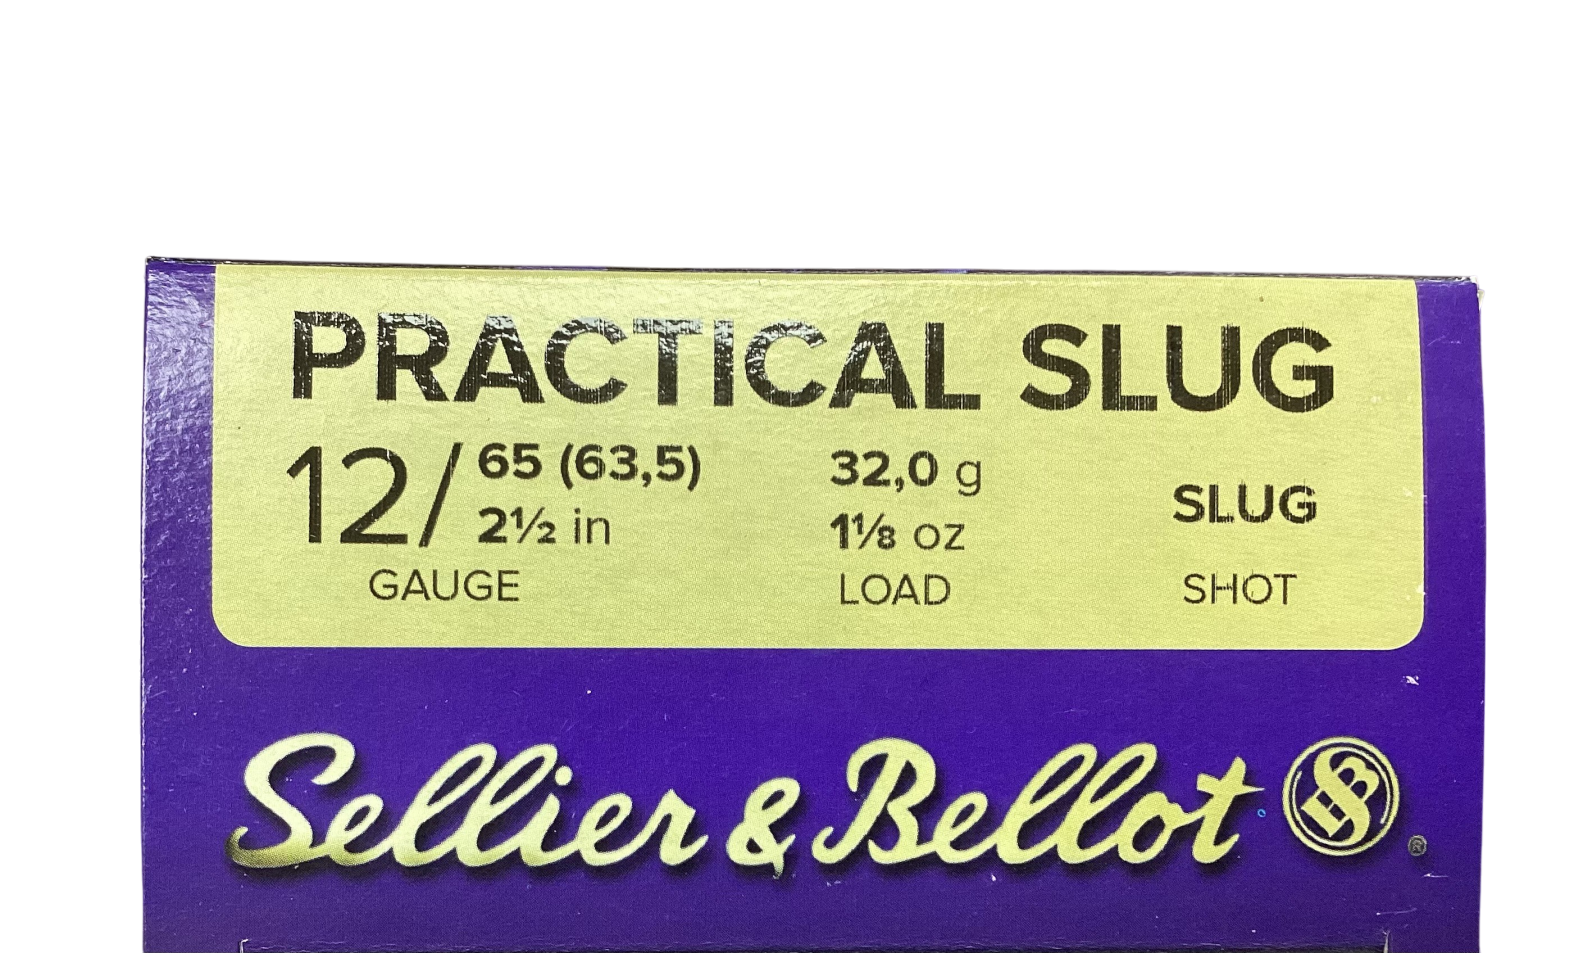 PRACTICAL SLUG
12/ 65 (63,5) 32,0 g
2½ in 1⅛ oz SLUG
GAUGE LOAD SHOT
Sellier & Bellot SB ®